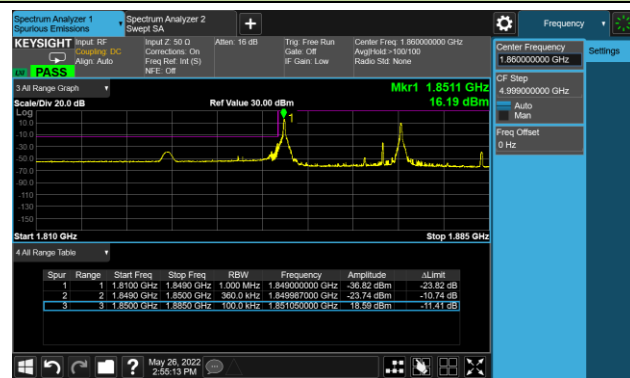 Spectrum Analyzer 1
Spurious Emissions
Spectrum Analyzer 2
Swept SA
Frequency
KEYSIGHT
Input: RF
Coupling: DC
Align: Auto
Input Z: 50 Ω
Corrections: On
Freq Ref: Int (S)
NFE: Off
Atten: 16 dB
Trig: Free Run
Gate: Off
IF Gain: Low
Center Freq: 1.860000000 GHz
Avg|Hold:>100/100
Radio Std: None
PASS
Center Frequency
1.860000000 GHz
Settings
CF Step
4.999000000 GHz
Auto
Man
Freq Offset
0 Hz
3 All Range Graph
Mkr1 1.8511 GHz
16.19 dBm
Scale/Div 20.0 dB
Ref Value 30.00 dBm
Log
10.0
-10.0
-30.0
-50.0
-70.0
-90.0
-110
-130
-150
1
Start 1.810 GHz
Stop 1.885 GHz
4 All Range Table
Spur Range Start Freq Stop Freq RBW Frequency Amplitude ΔLimit
1 1 1.8100 GHz 1.8490 GHz 1.000 MHz 1.849000000 GHz -36.82 dBm -23.82 dB
2 2 1.8490 GHz 1.8500 GHz 360.0 kHz 1.849987000 GHz -23.74 dBm -10.74 dB
3 3 1.8500 GHz 1.8850 GHz 100.0 kHz 1.851050000 GHz 18.59 dBm -11.41 dB
May 26, 2022
2:55:13 PM